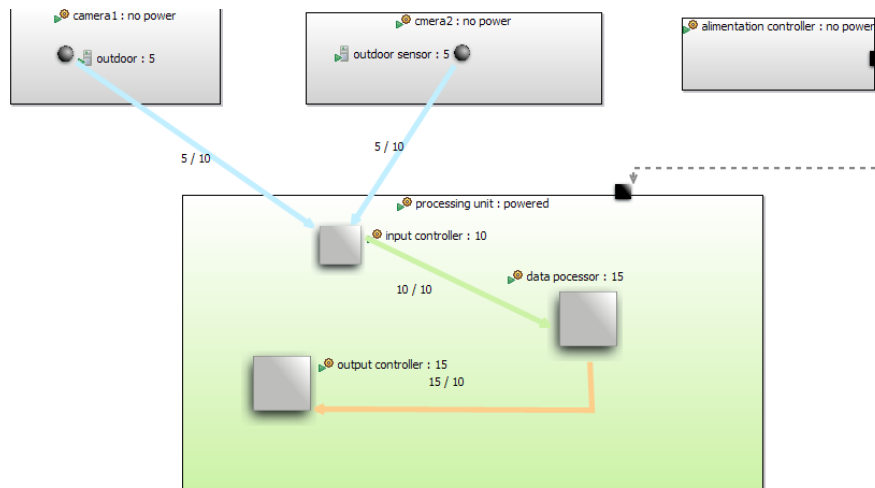 camera1 : no power
cmera2 : no power
alimentation controller : no power
outdoor : 5
outdoor sensor : 5
5 / 10
5 / 10
processing unit : powered
input controller : 10
data pocessor : 15
10 / 10
output controller : 15
15 / 10